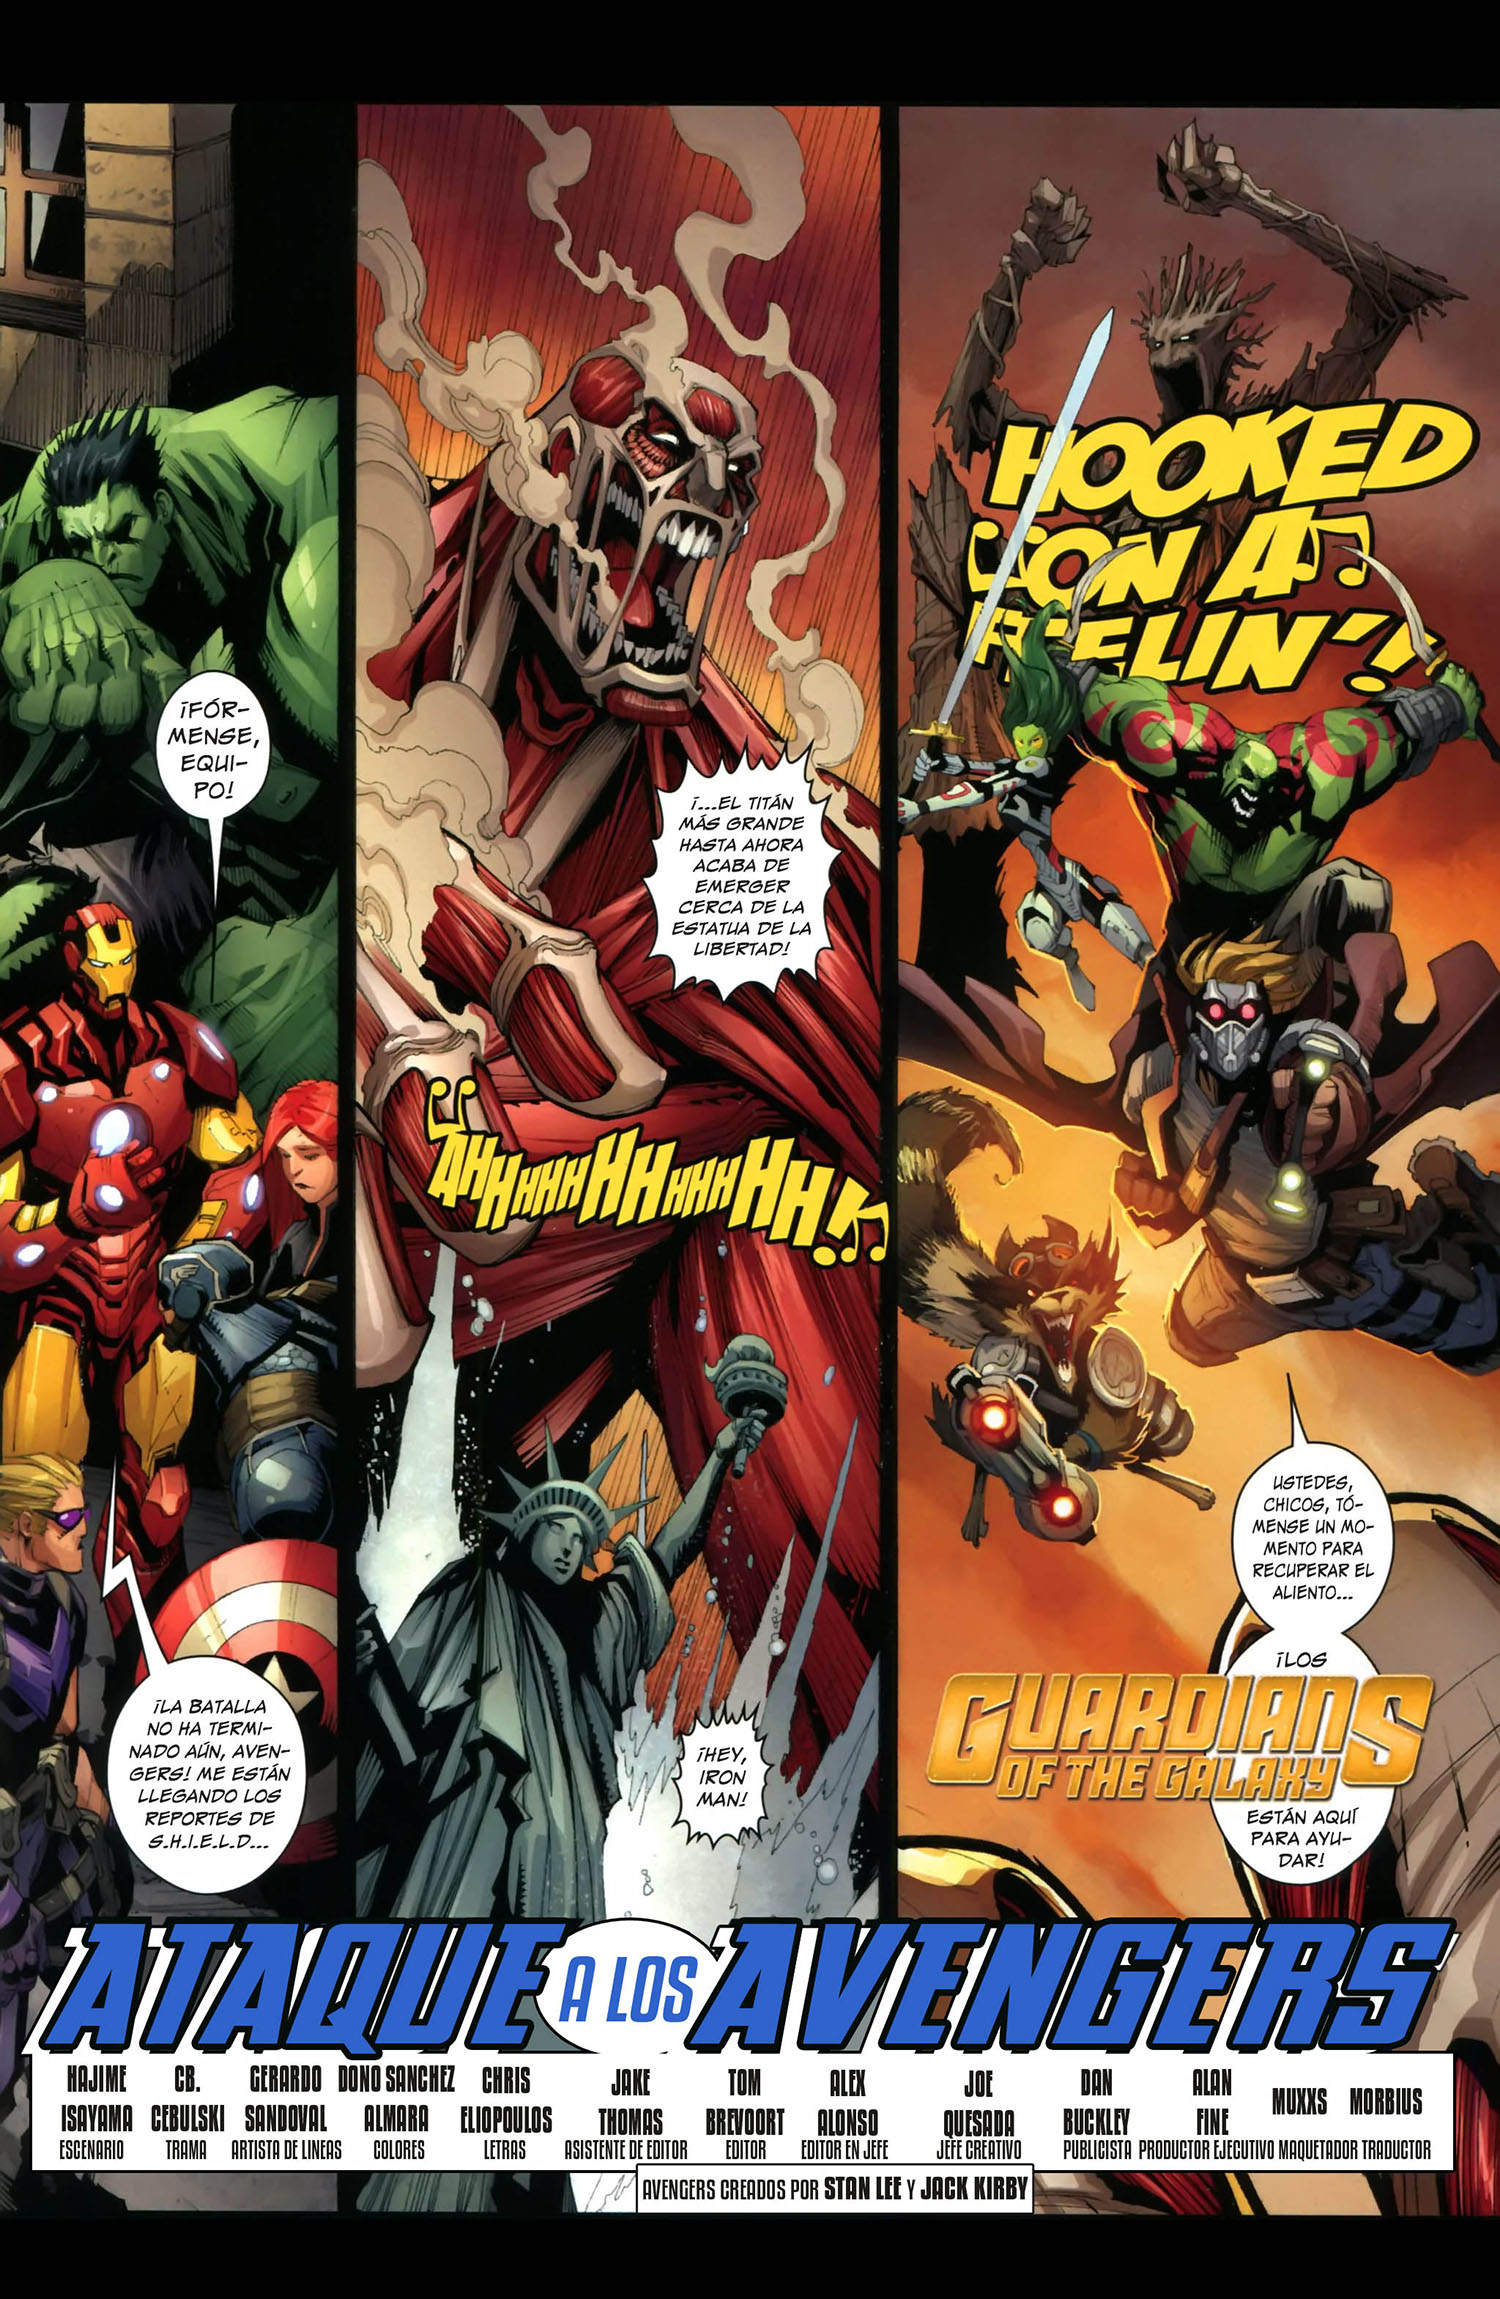 ¡FÓR-
MENSE,
EQUI-
PO!
¡LA BATALLA
NO HA TERMI-
NADO AÚN, AVEN-
GERS! ME ESTÁN
LLEGANDO LOS
REPORTES DE
S.H.I.E.L.D...
¡...EL TITÁN
MÁS GRANDE
HASTA AHORA
ACABA DE
EMERGER
CERCA DE LA
ESTATUA DE LA
LIBERTAD!
AHHHHHHHHHHHHHH!
¡HEY,
IRON
MAN!
HOOKED
ON A
FEELIN'!
USTEDES,
CHICOS, TÓ-
MENSE UN MO-
MENTO PARA
RECUPERAR EL
ALIENTO...
¡LOS
GUARDIANS
OF THE GALAXY
ESTÁN AQUÍ
PARA AYU-
DAR!
ATAQUE A LOS AVENGERS
HAJIME
ISAYAMA
ESCENARIO
CB.
CEBULSKI
TRAMA
GERARDO
SANDOVAL
ARTISTA DE LINEAS
DONO SANCHEZ
ALMARA
COLORES
CHRIS
ELIOPOULOS
LETRAS
JAKE
THOMAS
ASISTENTE DE EDITOR
TOM
BREVOORT
EDITOR
ALEX
ALONSO
EDITOR EN JEFE
JOE
QUESADA
JEFE CREATIVO
DAN
BUCKLEY
PUBLICISTA
ALAN
FINE
PRODUCTOR EJECUTIVO
MUXXS
MAQUETADOR
MORBIUS
TRADUCTOR
AVENGERS CREADOS POR STAN LEE Y JACK KIRBY